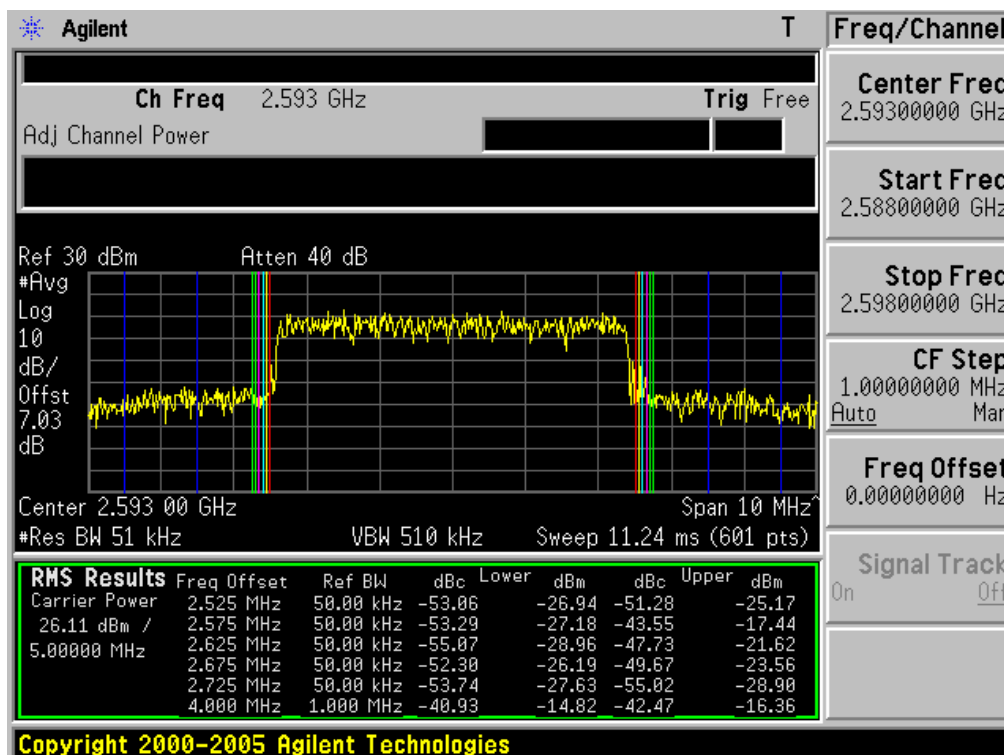 Agilent T Freq/Channel
Ch Freq 2.593 GHz Trig Free
Adj Channel Power
Center Freq
2.59300000 GHz
Start Freq
2.58800000 GHz
Stop Freq
2.59800000 GHz
CF Step
1.00000000 MHz
Auto Man
Freq Offset
0.00000000 Hz
Signal Track
On Off
Ref 30 dBm Atten 40 dB
#Avg
Log
10
dB/
Offst
7.03
dB
Center 2.593 00 GHz Span 10 MHz^
#Res BW 51 kHz VBW 510 kHz Sweep 11.24 ms (601 pts)
RMS Results Freq Offset Ref BW dBc Lower dBm dBc Upper dBm
Carrier Power 2.525 MHz 50.00 kHz -53.06 -26.94 -51.28 -25.17
26.11 dBm / 2.575 MHz 50.00 kHz -53.29 -27.18 -43.55 -17.44
5.00000 MHz 2.625 MHz 50.00 kHz -55.07 -28.96 -47.73 -21.62
2.675 MHz 50.00 kHz -52.30 -26.19 -49.67 -23.56
2.725 MHz 50.00 kHz -53.74 -27.63 -55.02 -28.90
4.000 MHz 1.000 MHz -40.93 -14.82 -42.47 -16.36
Copyright 2000-2005 Agilent Technologies